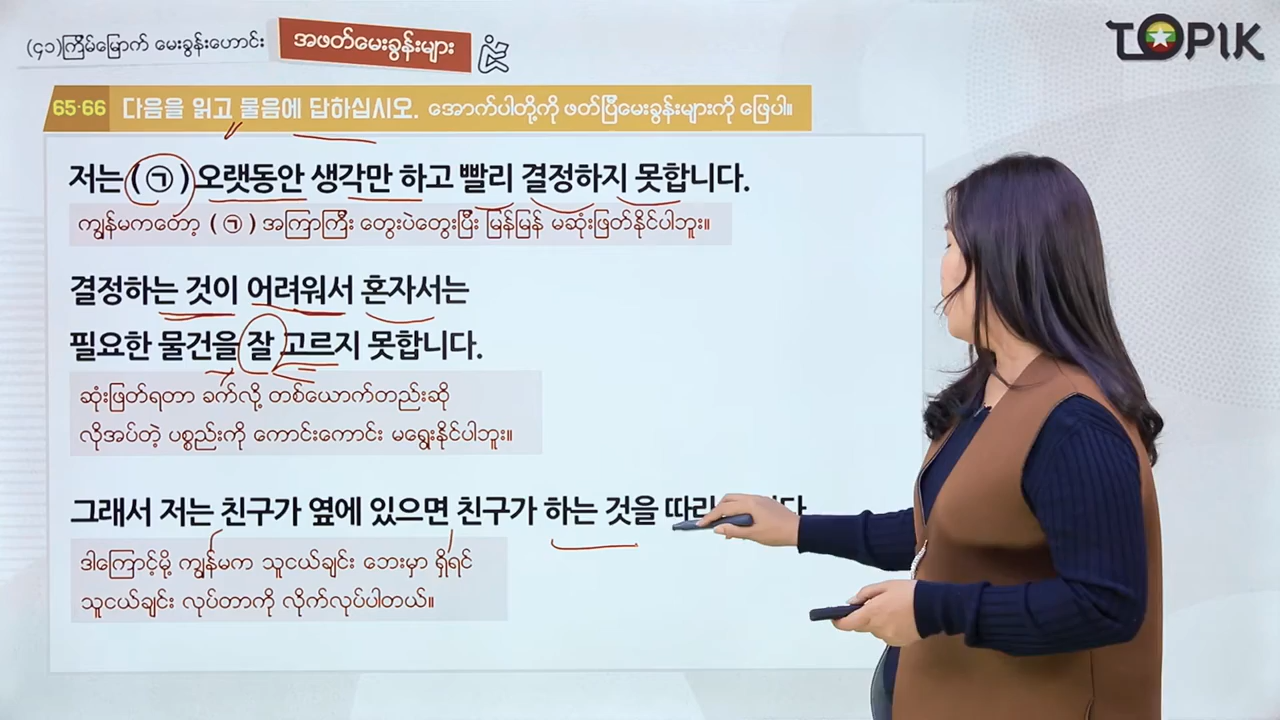 (၄၁)ကြိမ်မြောက် မေးခွန်းဟောင်း
အဖတ်မေးခွန်းများ
TOPIK
65·66 다음을 읽고 물음에 답하십시오. အောက်ပါတို့ကို ဖတ်ပြီးမေးခွန်းများကို ဖြေပါ။
저는 ( ㉠ ) 오랫동안 생각만 하고 빨리 결정하지 못합니다.
ကျွန်မကတော့ ( ㉠ ) အကြာကြီး တွေးပဲတွေးပြီး မြန်မြန် မဆုံးဖြတ်နိုင်ပါဘူး။
결정하는 것이 어려워서 혼자서는
필요한 물건을 잘 고르지 못합니다.
ဆုံးဖြတ်ရတာ ခက်လို့ တစ်ယောက်တည်းဆို
လိုအပ်တဲ့ ပစ္စည်းကို ကောင်းကောင်း မရွေးနိုင်ပါဘူး။
그래서 저는 친구가 옆에 있으면 친구가 하는 것을
ဒါကြောင့်မို့ ကျွန်မက သူငယ်ချင်း ဘေးမှာ ရှိရင်
သူငယ်ချင်း လုပ်တာကို လိုက်လုပ်ပါတယ်။